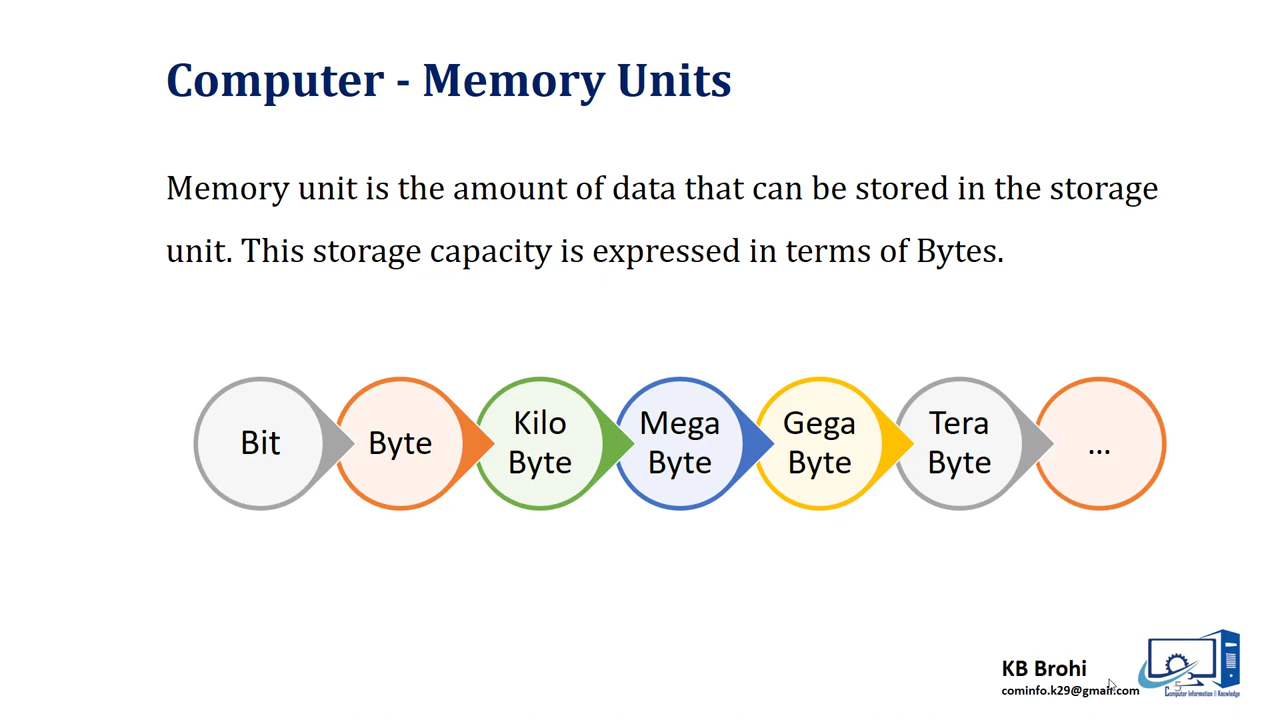 Computer - Memory Units
Memory unit is the amount of data that can be stored in the storage
unit. This storage capacity is expressed in terms of Bytes.
Bit
Byte
Kilo
Byte
Mega
Byte
Gega
Byte
Tera
Byte
...
KB Brohi
cominfo.k29@gmail.com
5
Computer Information & Knowledge